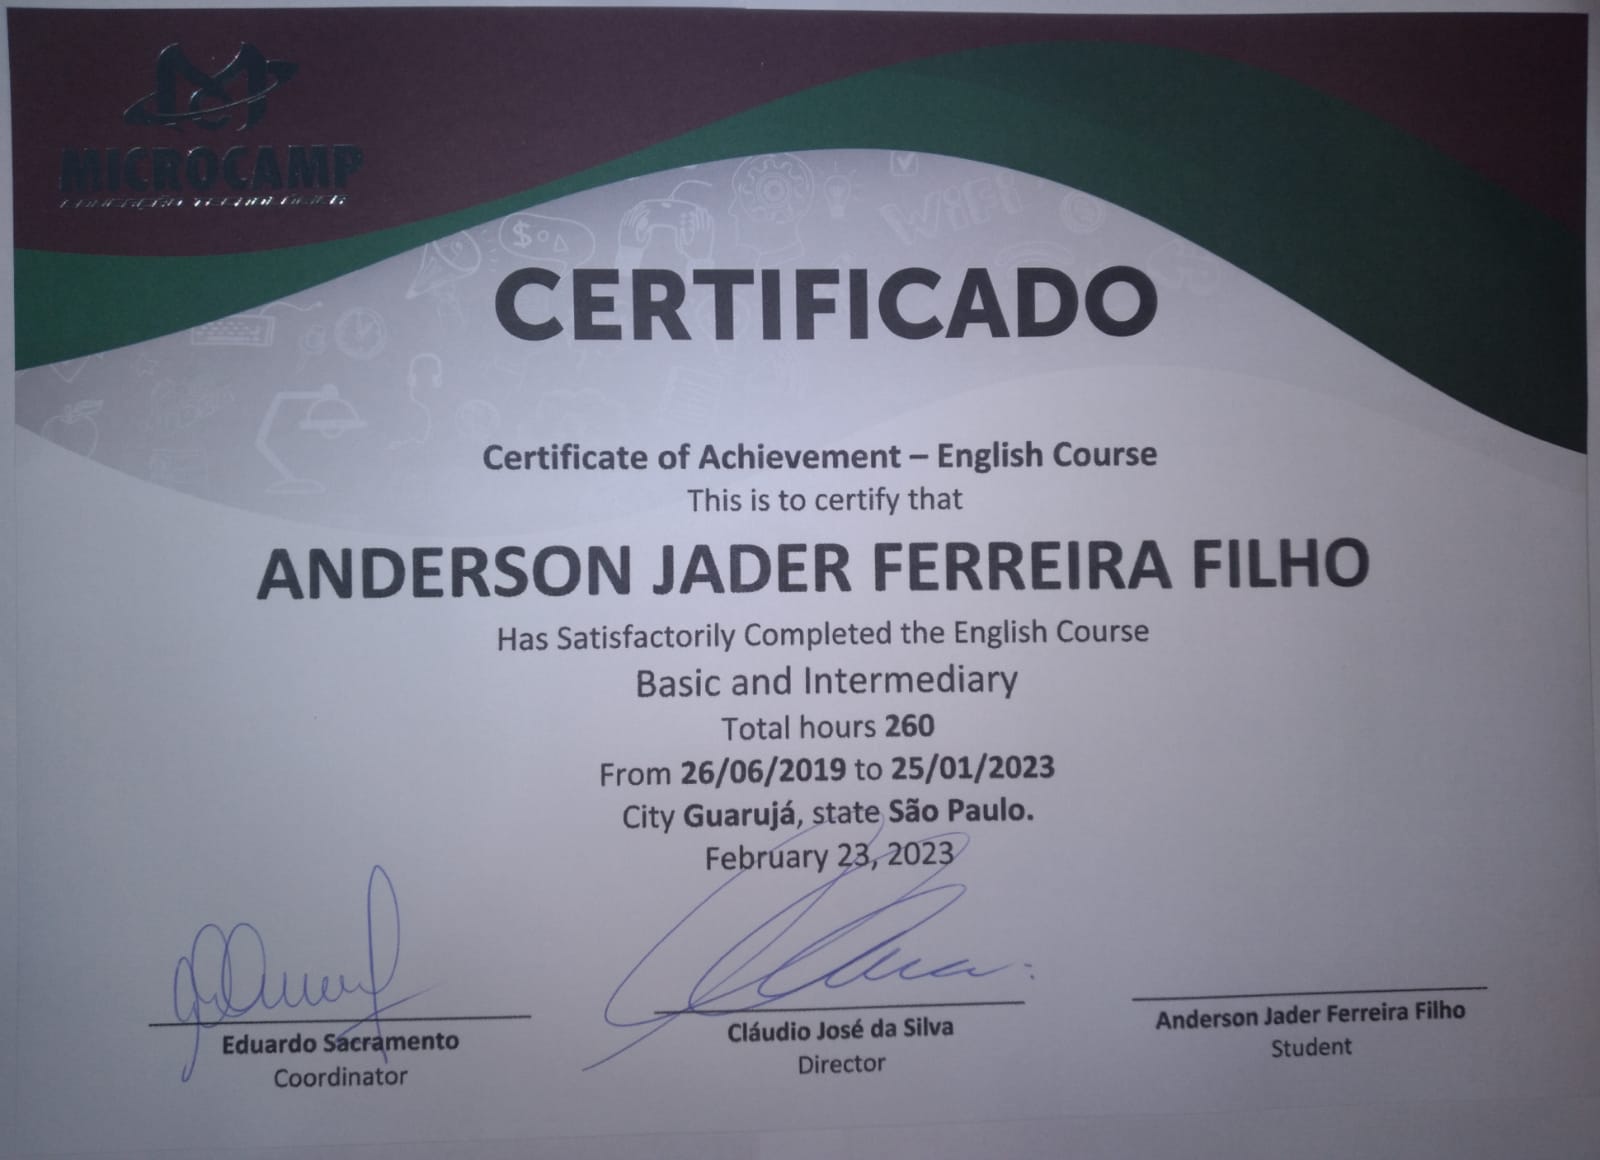 MICROCAMP
EDUCAÇÃO TECNOLÓGICA
WiFi
CERTIFICADO
Certificate of Achievement – English Course
This is to certify that
ANDERSON JADER FERREIRA FILHO
Has Satisfactorily Completed the English Course
Basic and Intermediary
Total hours 260
From 26/06/2019 to 25/01/2023
City Guarujá, state São Paulo.
February 23, 2023
Eduardo Sacramento
Coordinator
Cláudio José da Silva
Director
Anderson Jader Ferreira Filho
Student